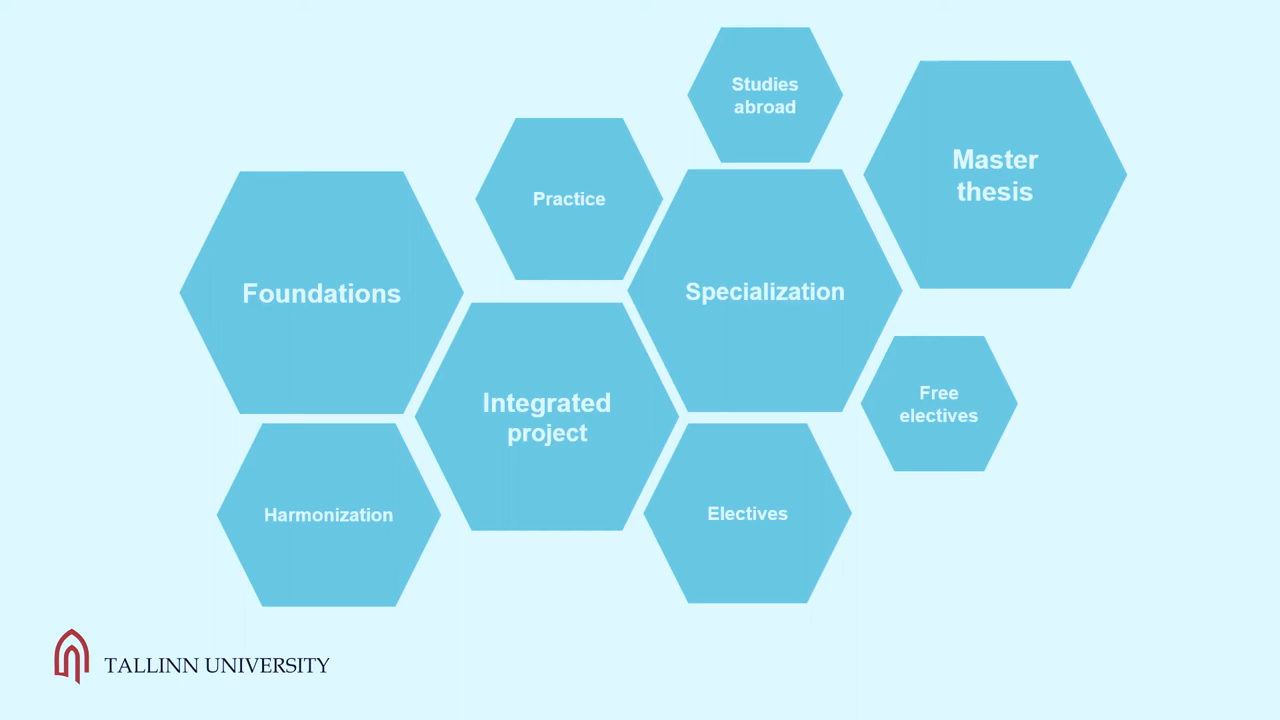 Studies
abroad
Master
thesis
Practice
Foundations
Specialization
Integrated
project
Free
electives
Harmonization
Electives
TALLINN UNIVERSITY